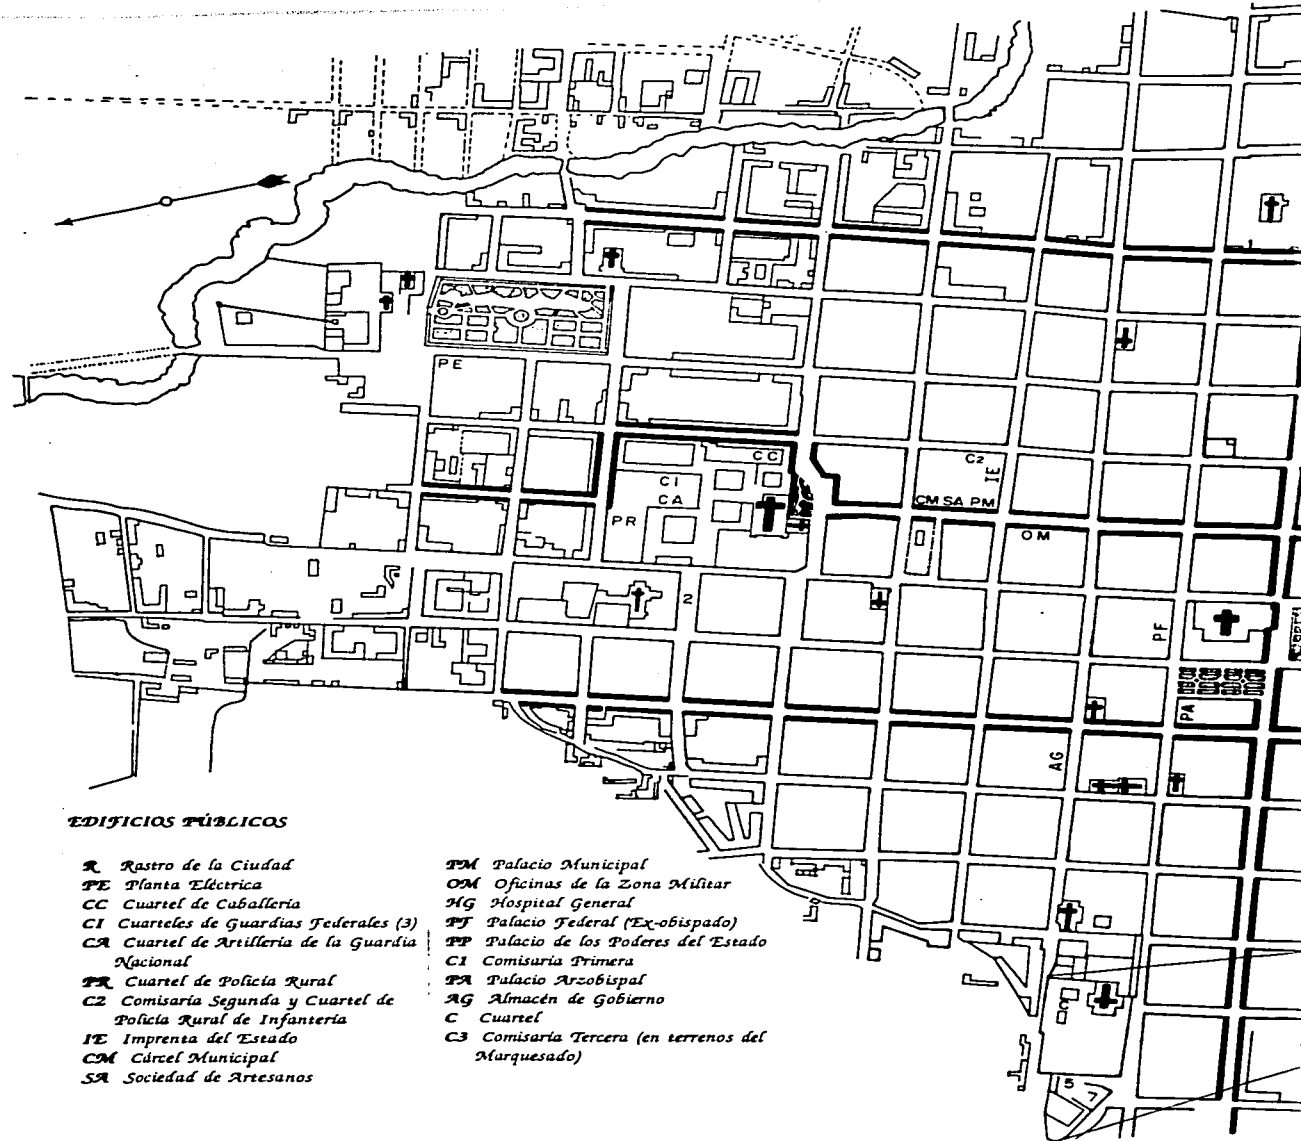 PE
CC
CI
CA
PR
C2
IE
CM SA PM
OM
2
PF
PA
AG
5
7
EDIFICIOS PÚBLICOS
R Rastro de la Ciudad
PE Planta Eléctrica
CC Cuartel de Caballería
CI Cuarteles de Guardias Federales (3)
CA Cuartel de Artillería de la Guardia
Nacional
PR Cuartel de Policía Rural
C2 Comisaría Segunda y Cuartel de
Policía Rural de Infantería
IE Imprenta del Estado
CM Cárcel Municipal
SA Sociedad de Artesanos
PM Palacio Municipal
OM Oficinas de la Zona Militar
HG Hospital General
PF Palacio Federal (Ex-obispado)
PP Palacio de los Poderes del Estado
C1 Comisaría Primera
PA Palacio Arzobispal
AG Almacén de Gobierno
C Cuartel
C3 Comisaría Tercera (en terrenos del
Marquesado)